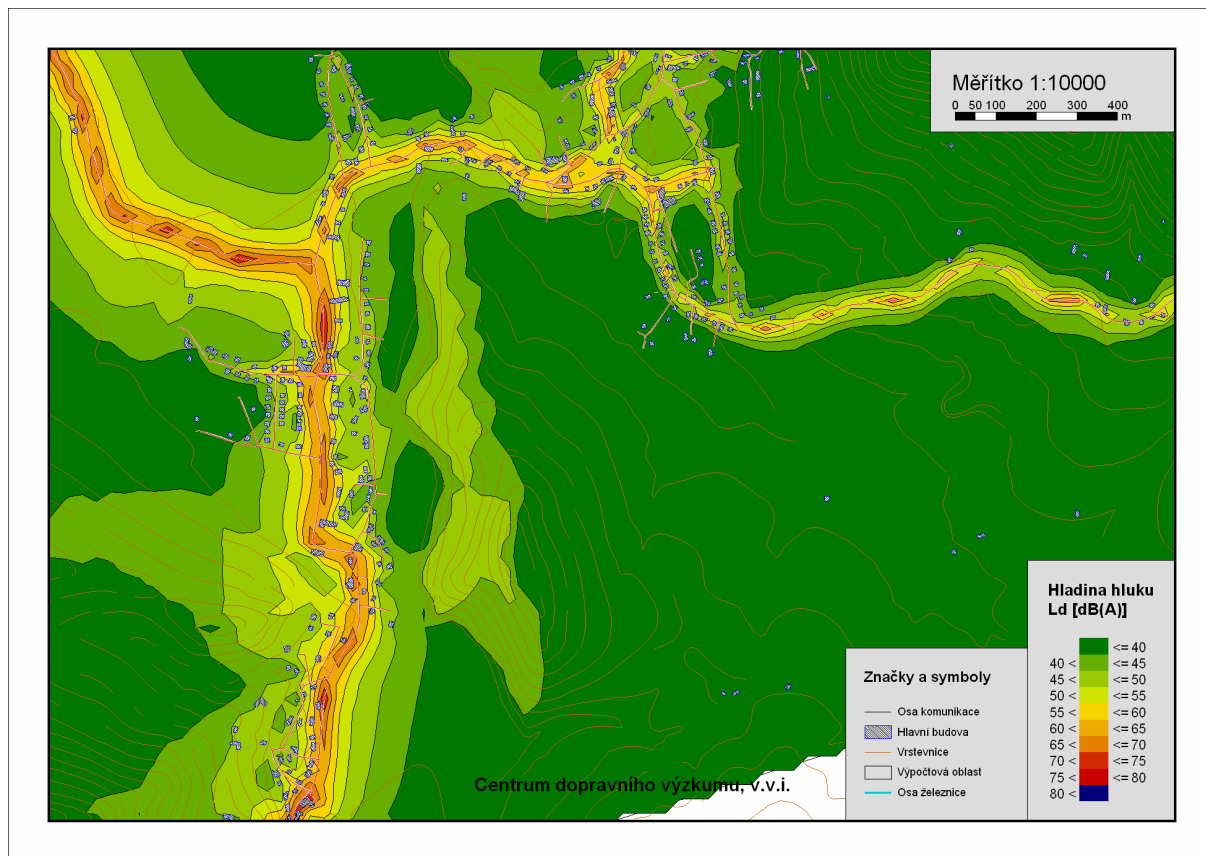 Měřítko 1:10000
0 50 100 200 300 400
m
Hladina hluku
Ld [dB(A)]
<= 40
40 < <= 45
45 < <= 50
50 < <= 55
55 < <= 60
60 < <= 65
65 < <= 70
70 < <= 75
75 < <= 80
80 <
Značky a symboly
Osa komunikace
Hlavní budova
Vrstevnice
Výpočtová oblast
Osa železnice
Centrum dopravního výzkumu, v.v.i.